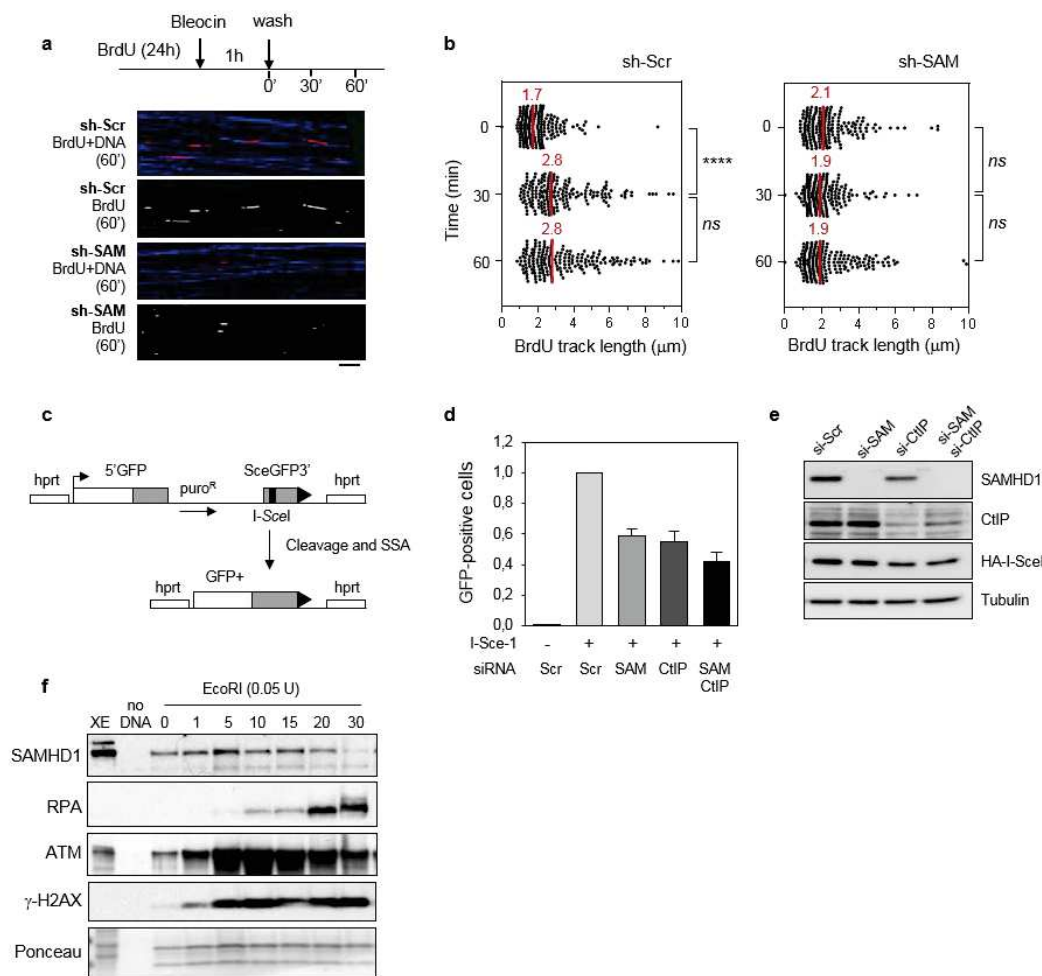 a
Bleocin wash
BrdU (24h) 1h
0' 30' 60'
sh-Scr
BrdU+DNA
(60')
sh-Scr
BrdU
(60')
sh-SAM
BrdU+DNA
(60')
sh-SAM
BrdU
(60')
b
sh-Scr
Time (min)
0
30
60
1.7
2.8
2.8
****
ns
0 2 4 6 8 10
BrdU track length (μm)
sh-SAM
0
30
60
2.1
1.9
1.9
ns
ns
0 2 4 6 8 10
BrdU track length (μm)
c
5'GFP SceGFP3'
hprt puroᴿ hprt
I-SceI
Cleavage and SSA
hprt GFP+ hprt
d
GFP-positive cells
1,2
1,0
0,8
0,6
0,4
0,2
0,0
I-Sce-1 - + + + +
siRNA Scr Scr SAM CtIP SAM
CtIP
e
si-Scr si-SAM si-CtIP si-SAM
si-CtIP
SAMHD1
CtIP
HA-I-SceI
Tubulin
f
EcoRI (0.05 U)
XE no
DNA 0 1 5 10 15 20 30
SAMHD1
RPA
ATM
γ-H2AX
Ponceau